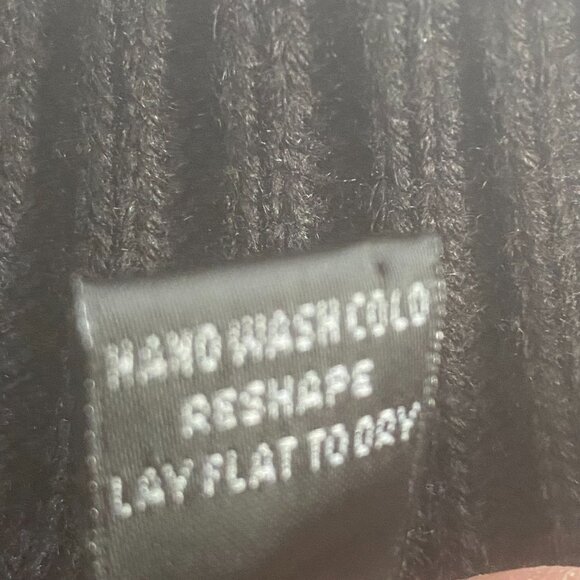 HAND WASH COLD
RESHAPE
LAY FLAT TO DRY